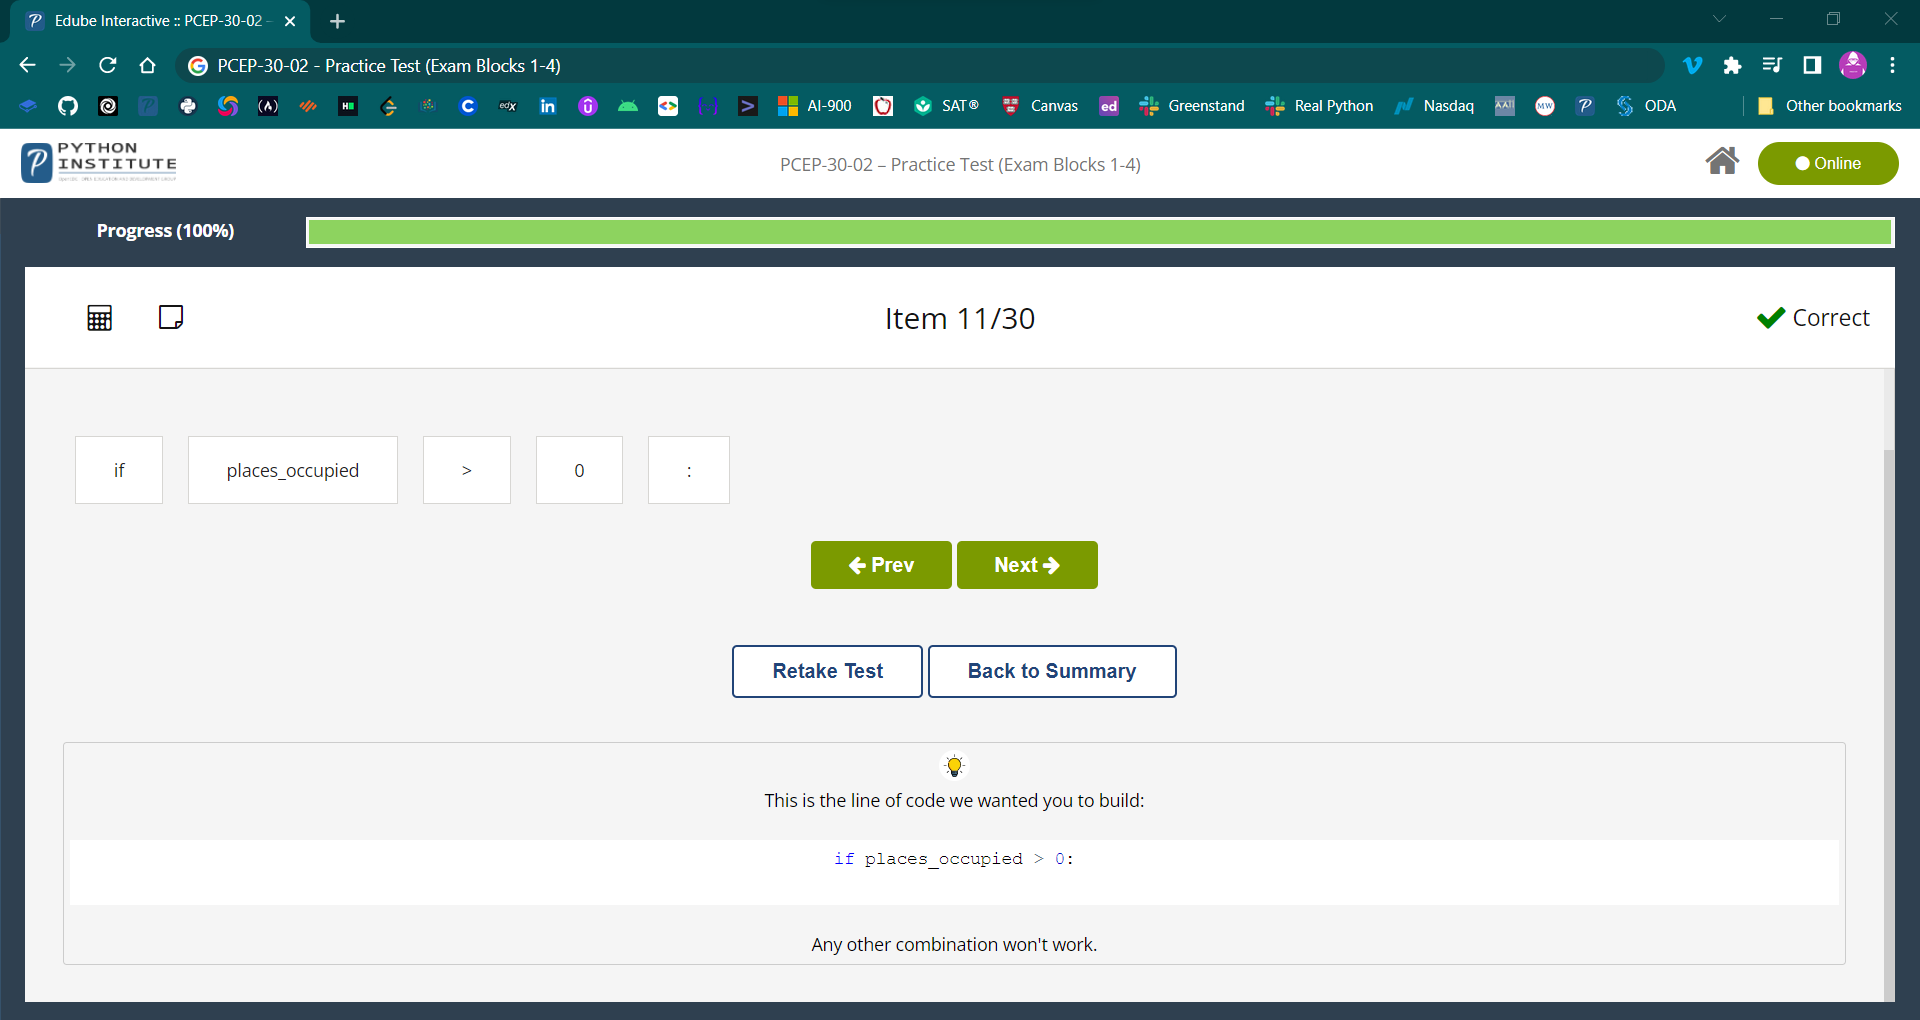 Edube Interactive :: PCEP-30-02 -
PCEP-30-02 - Practice Test (Exam Blocks 1-4)
AI-900 SAT® Canvas ed Greenstand Real Python Nasdaq AATI MW ODA Other bookmarks
PYTHON
INSTITUTE
PCEP-30-02 – Practice Test (Exam Blocks 1-4)
Online
Progress (100%)
Item 11/30
Correct
if places_occupied > 0 :
Prev Next
Retake Test Back to Summary
This is the line of code we wanted you to build:
if places_occupied > 0:
Any other combination won't work.